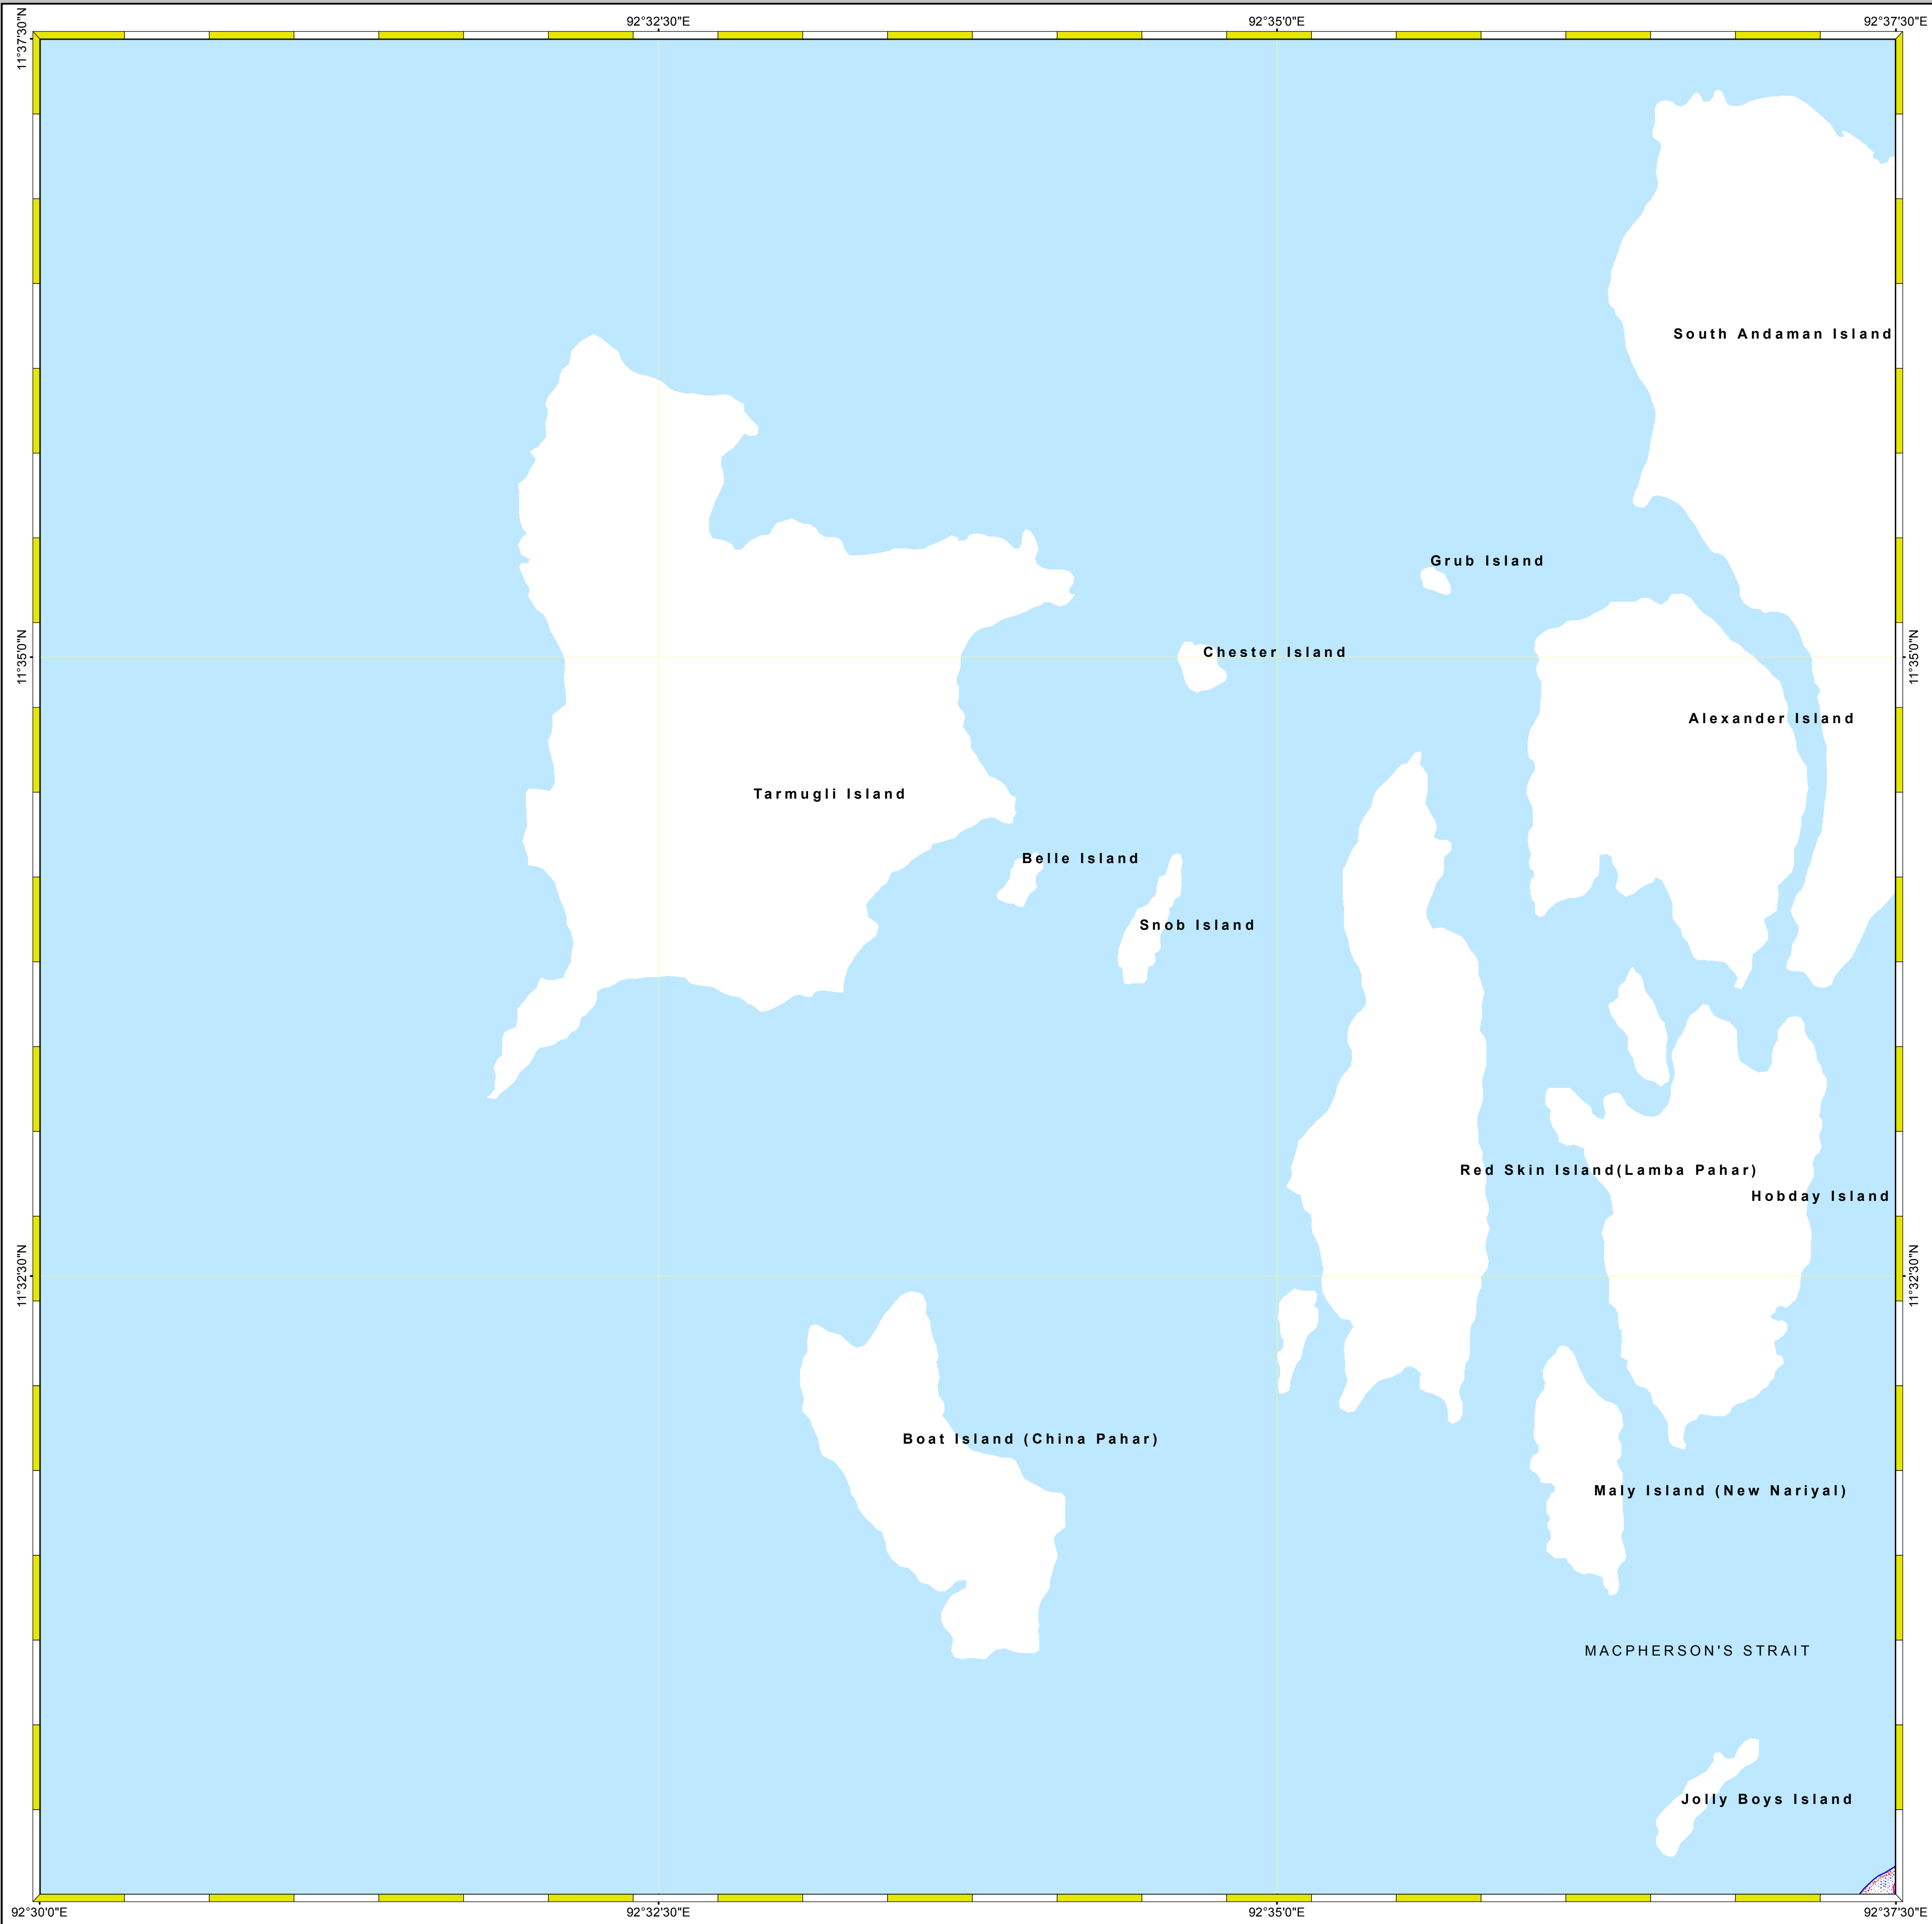 92°32'30"E
92°35'0"E
92°37'30"E
11°37'30"N
South Andaman Island
Grub Island
11°35'0"N
Chester Island
11°35'0"N
Alexander Island
Tarmugli Island
Belle Island
Snob Island
Red Skin Island(Lamba Pahar)
Hobday Island
11°32'30"N
11°32'30"N
Boat Island (China Pahar)
Maly Island (New Nariyal)
MACPHERSON'S STRAIT
Jolly Boys Island
92°30'0"E
92°32'30"E
92°35'0"E
92°37'30"E